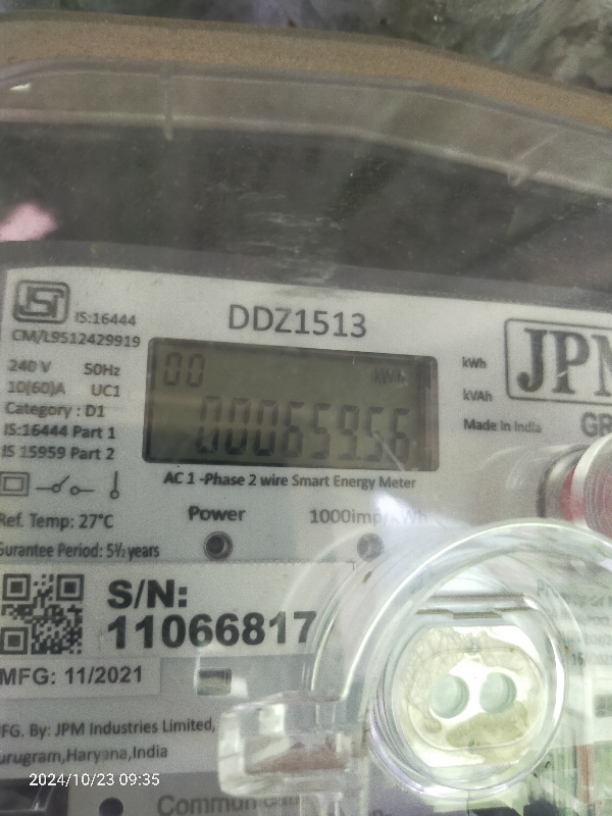 IS:16444
CM/L9512429919
DDZ1513
JPM
240 V 50Hz
10(60)A UC1
Category : D1
IS:16444 Part 1
IS 15959 Part 2
00 kWh
00065956
kWh
kVAh
Made in India
GR
AC 1 -Phase 2 wire Smart Energy Meter
Ref. Temp: 27°C
Power 1000imp/kWh
Gurantee Period: 5½ years
S/N:
11066817
MFG: 11/2021
MFG. By: JPM Industries Limited,
Gurugram,Haryana,India
2024/10/23 09:35